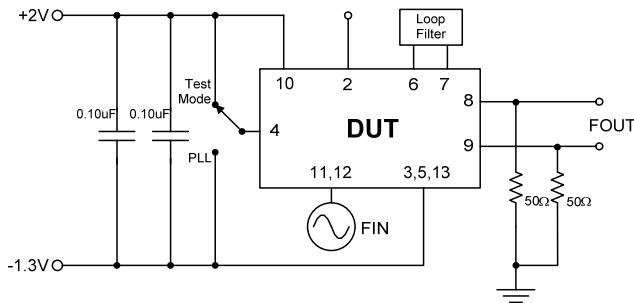 +2V
Loop
Filter
Test
Mode
10
2
6
7
8
0.10uF
0.10uF
4
DUT
FOUT
9
PLL
11,12
3,5,13
50Ω
50Ω
FIN
-1.3V